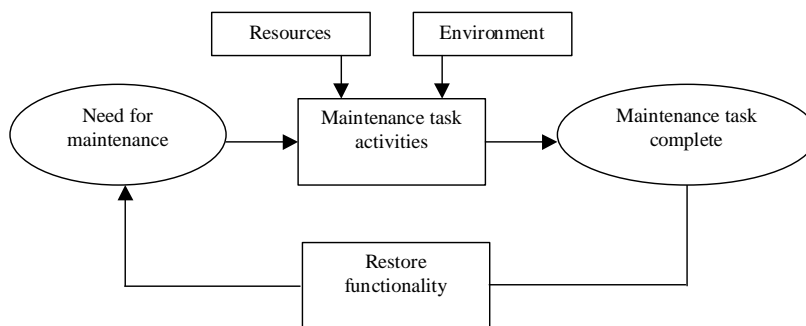 Resources
Environment
Need for
maintenance
Maintenance task
activities
Maintenance task
complete
Restore
functionality